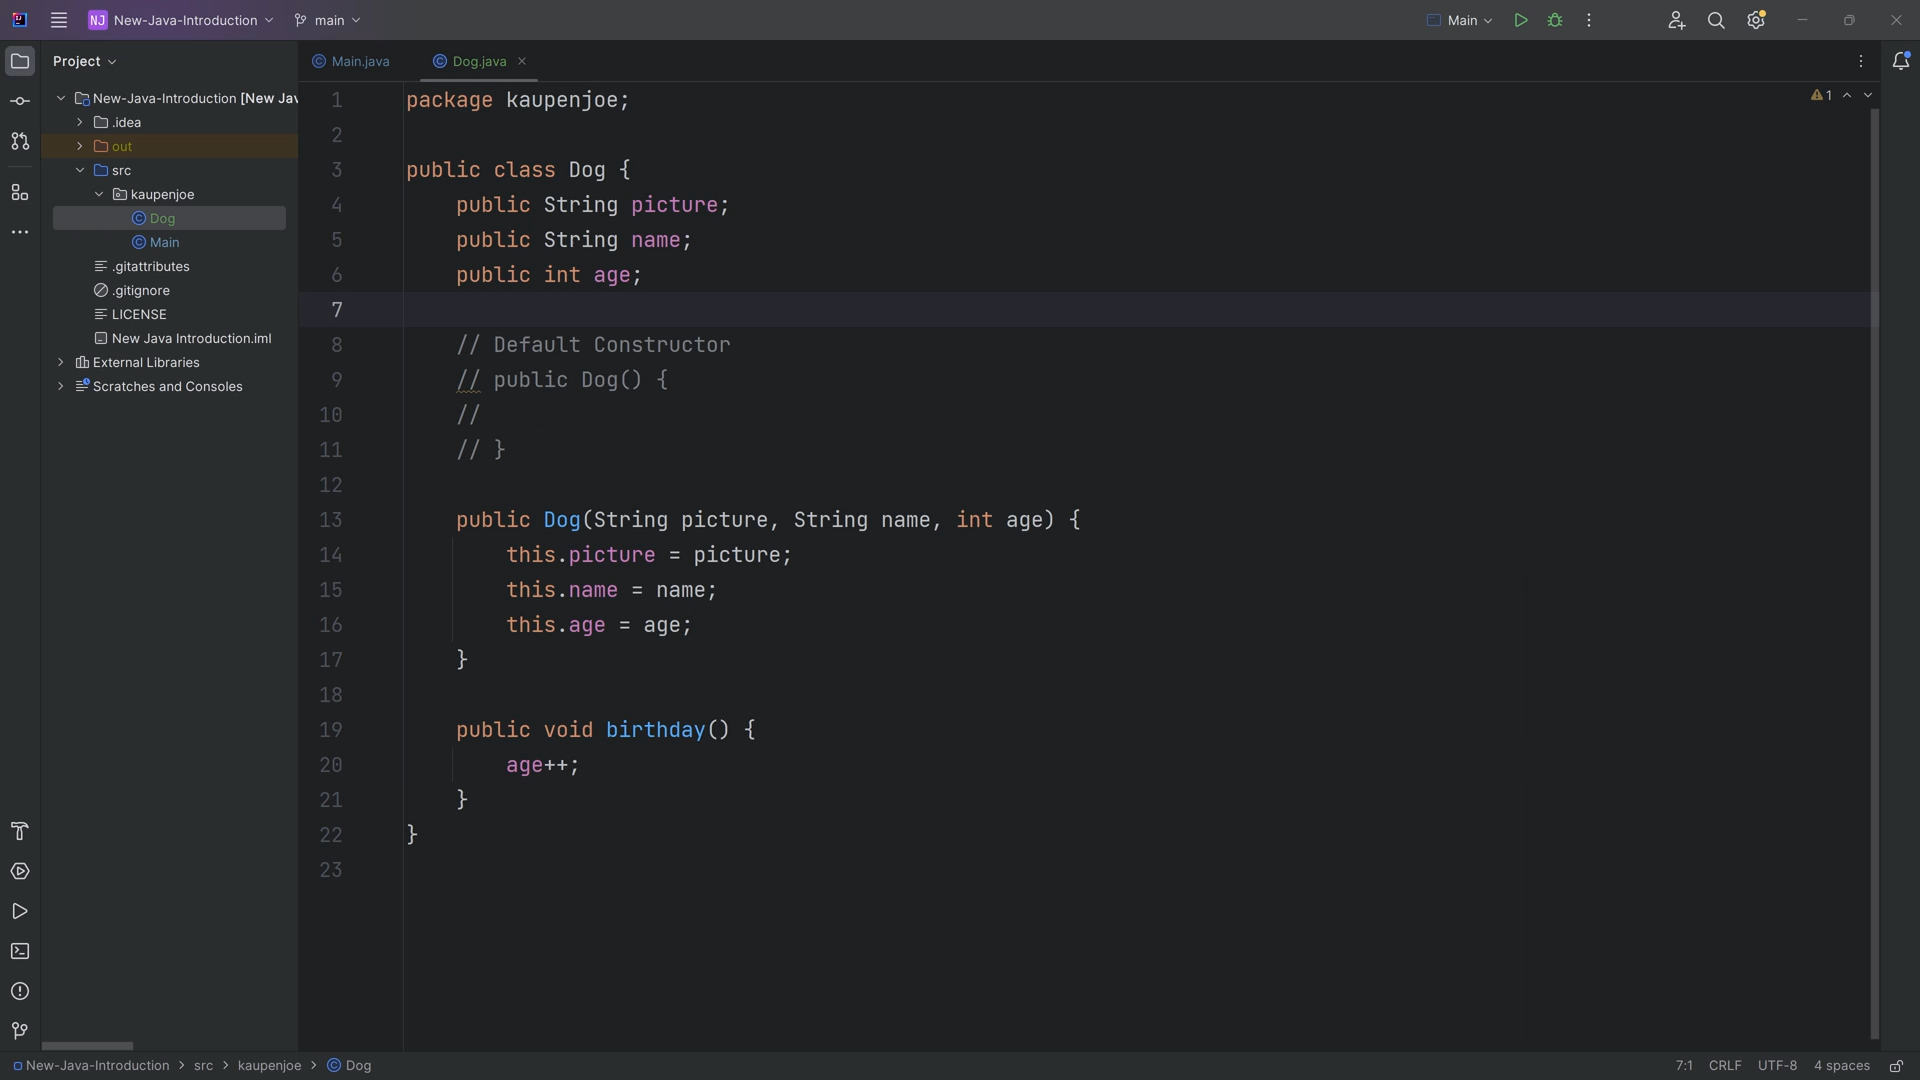 NJ New-Java-Introduction main Main
Project
Main.java Dog.java
New-Java-Introduction [New Jav
.idea
out
src
kaupenjoe
Dog
Main
.gitattributes
.gitignore
LICENSE
New Java Introduction.iml
External Libraries
Scratches and Consoles
1
1 package kaupenjoe;
2
3 public class Dog {
4 public String picture;
5 public String name;
6 public int age;
7
8 // Default Constructor
9 // public Dog() {
10 //
11 // }
12
13 public Dog(String picture, String name, int age) {
14 this.picture = picture;
15 this.name = name;
16 this.age = age;
17 }
18
19 public void birthday() {
20 age++;
21 }
22 }
23
New-Java-Introduction > src > kaupenjoe > Dog 7:1 CRLF UTF-8 4 spaces